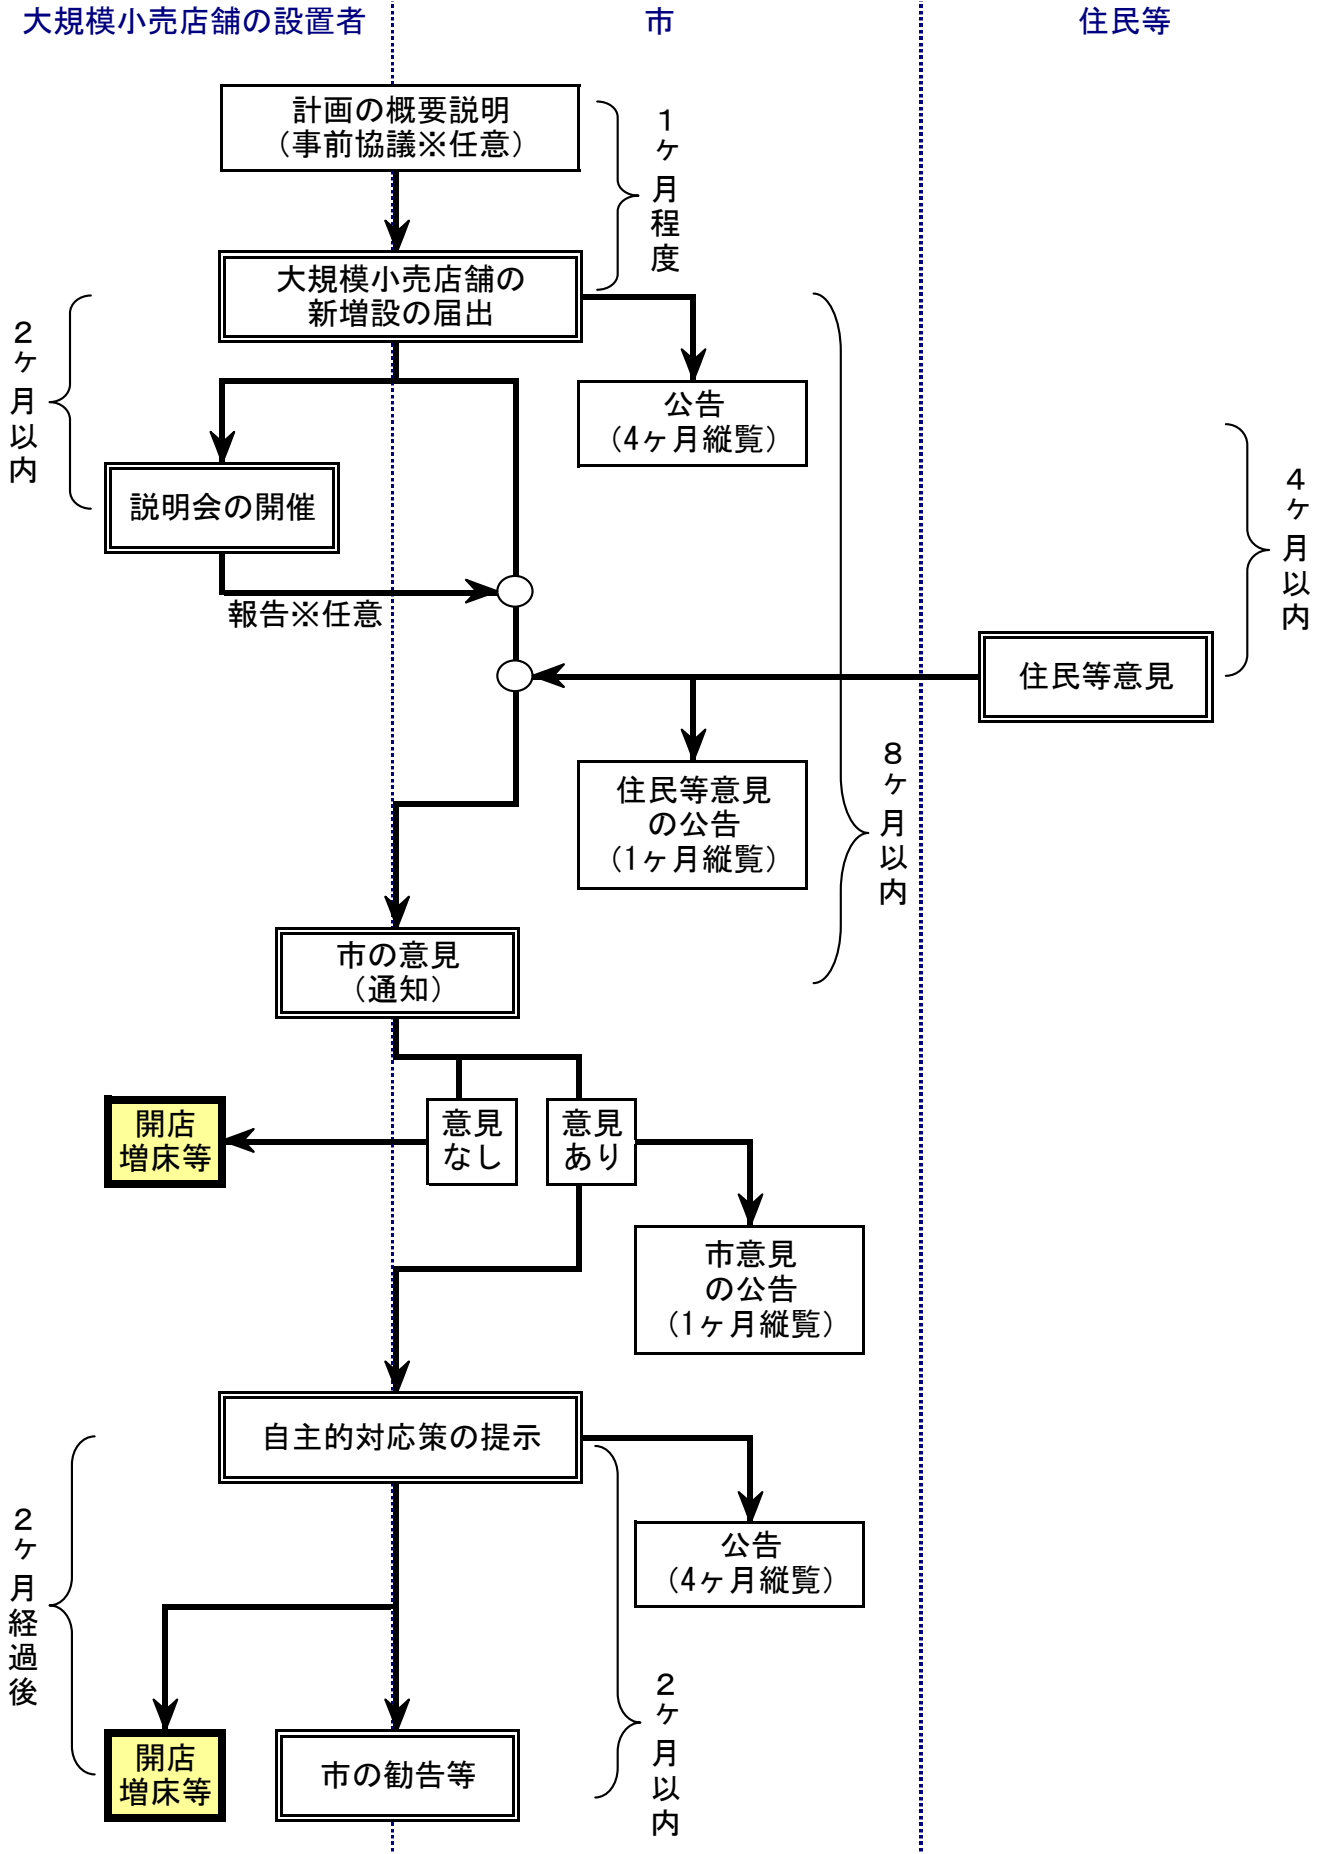 大規模小売店舗の設置者
市
住民等
計画の概要説明
（事前協議※任意）
1ヶ月程度
大規模小売店舗の
新増設の届出
2ヶ月以内
公告
（4ヶ月縦覧）
説明会の開催
4ヶ月以内
報告※任意
住民等意見
8ヶ月以内
住民等意見
の公告
（1ヶ月縦覧）
市の意見
（通知）
開店
増床等
意見
なし
意見
あり
市意見
の公告
（1ヶ月縦覧）
自主的対応策の提示
2ヶ月経過後
公告
（4ヶ月縦覧）
2ヶ月以内
開店
増床等
市の勧告等